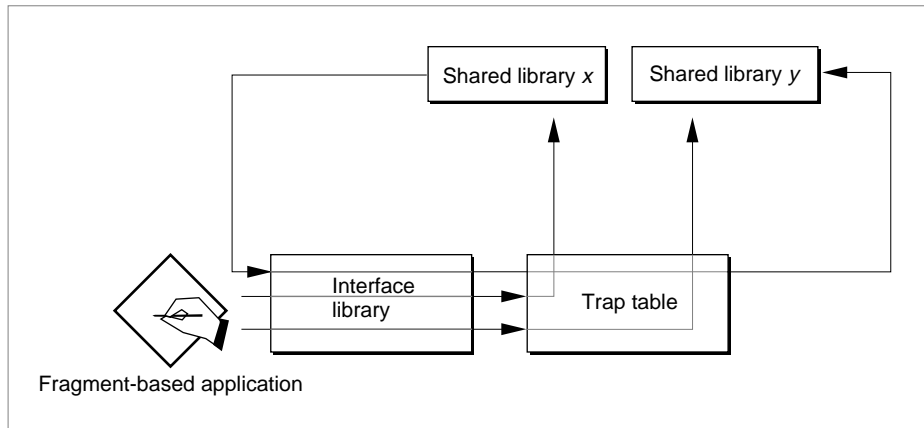 Shared library x
Shared library y
Interface
library
Trap table
Fragment-based application